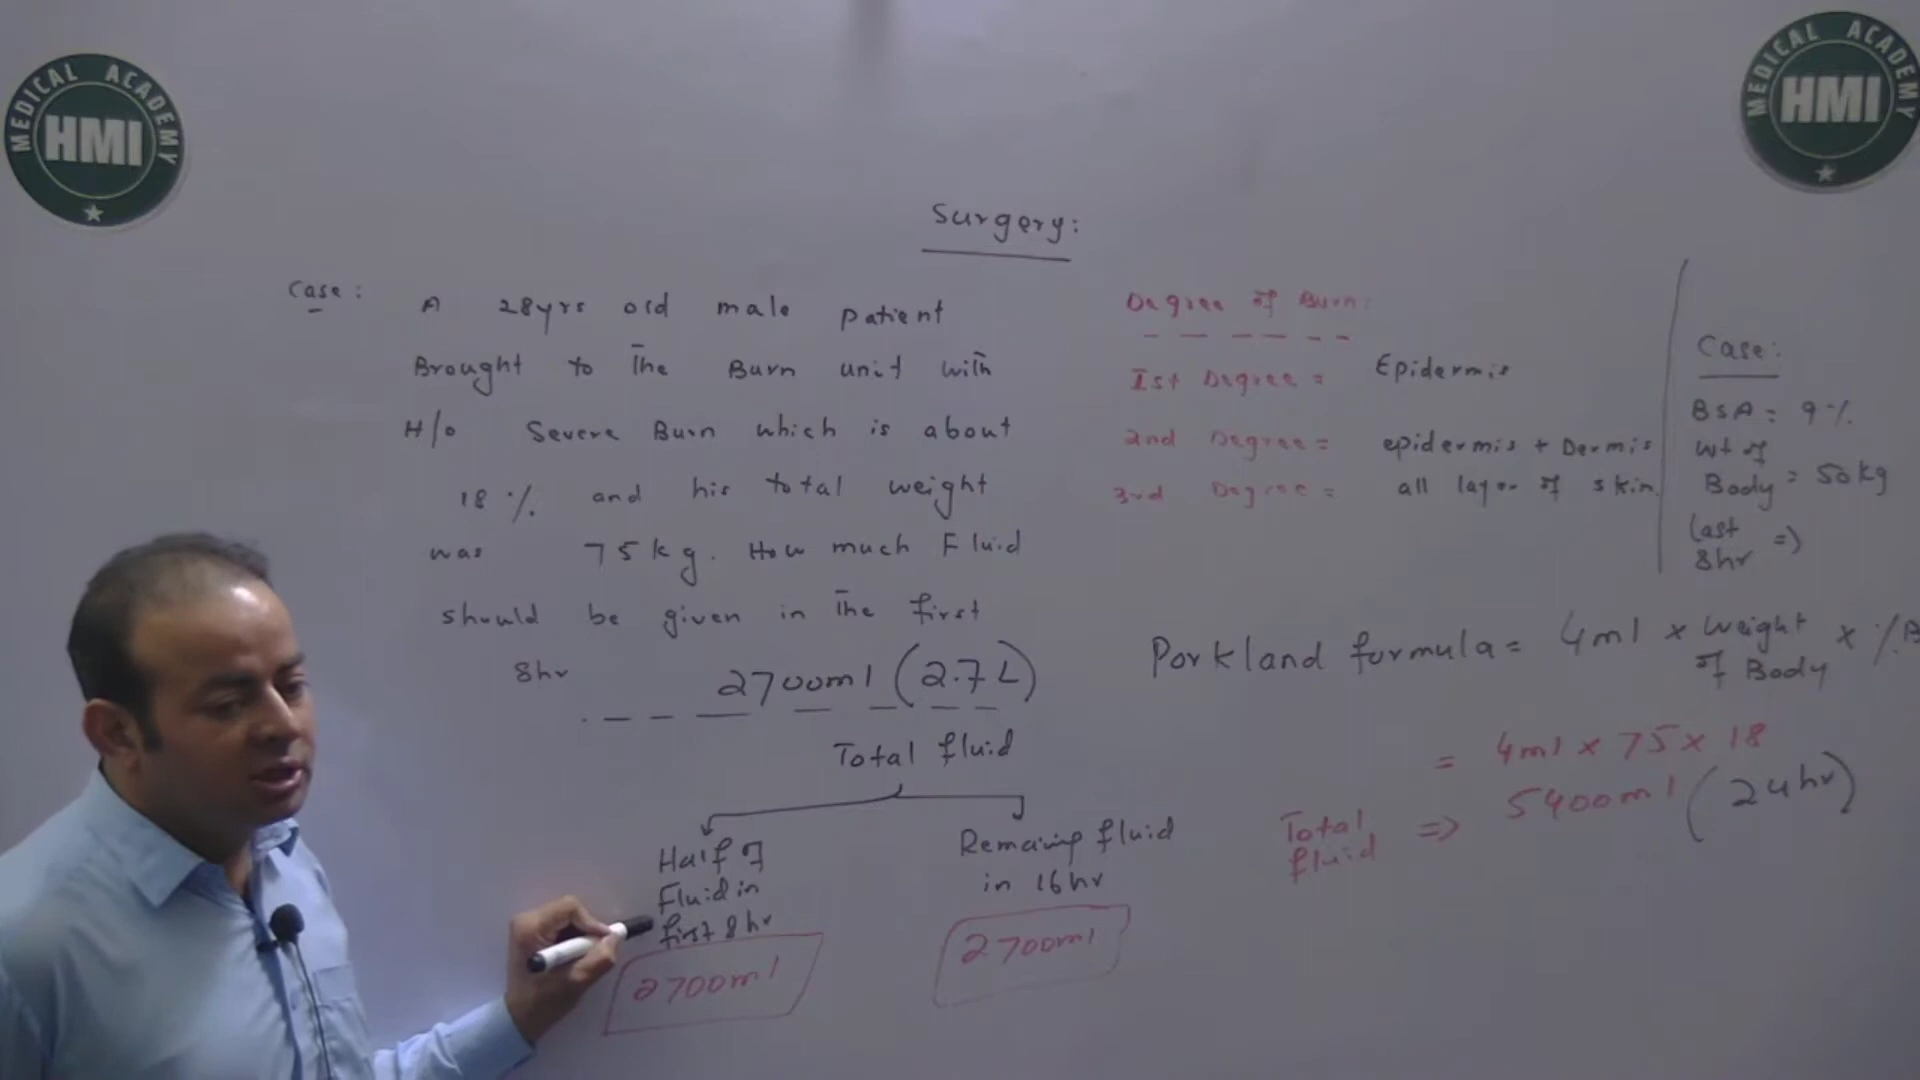 MEDICAL ACADEMY
HMI
MEDICAL ACADEMY
HMI
Surgery:
Case: A 28yrs old male patient
Brought to The Burn unit with
H/o Severe Burn which is about
18 % and his total weight
was 75kg. How much Fluid
should be given in The first
8hr 2700ml (2.7L)
Total fluid
Half of
Fluid in
first 8hr
2700ml
Remaing fluid
in 16hr
2700ml
Degree of Burn:
Ist Degree = Epidermis
2nd Degree = epidermis + Dermis
3rd Degree = all layer of skin.
Case:
BSA = 9%
wt of
Body = 50kg
last
8hr =>
Porkland formula = 4ml × weight of Body × %B
= 4ml × 75 × 18
Total fluid => 5400ml (24hr)